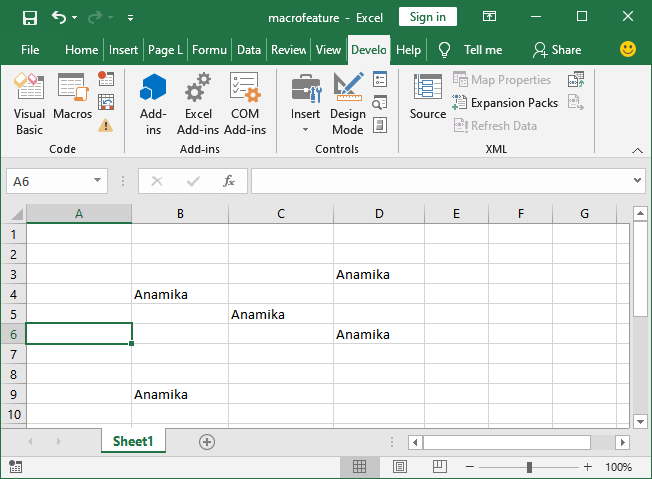 macrofeature - Excel
Sign in
File Home Insert Page L Formu Data Review View Develo Help Tell me Share
Visual Basic
Macros
Code
Add-ins
Excel Add-ins
COM Add-ins
Add-ins
Insert
Design Mode
Controls
Source
Map Properties
Expansion Packs
Refresh Data
XML
A6
fx
A B C D E F G
1
2
3 Anamika
4 Anamika
5 Anamika
6 Anamika
7
8
9 Anamika
10
Sheet1
100%